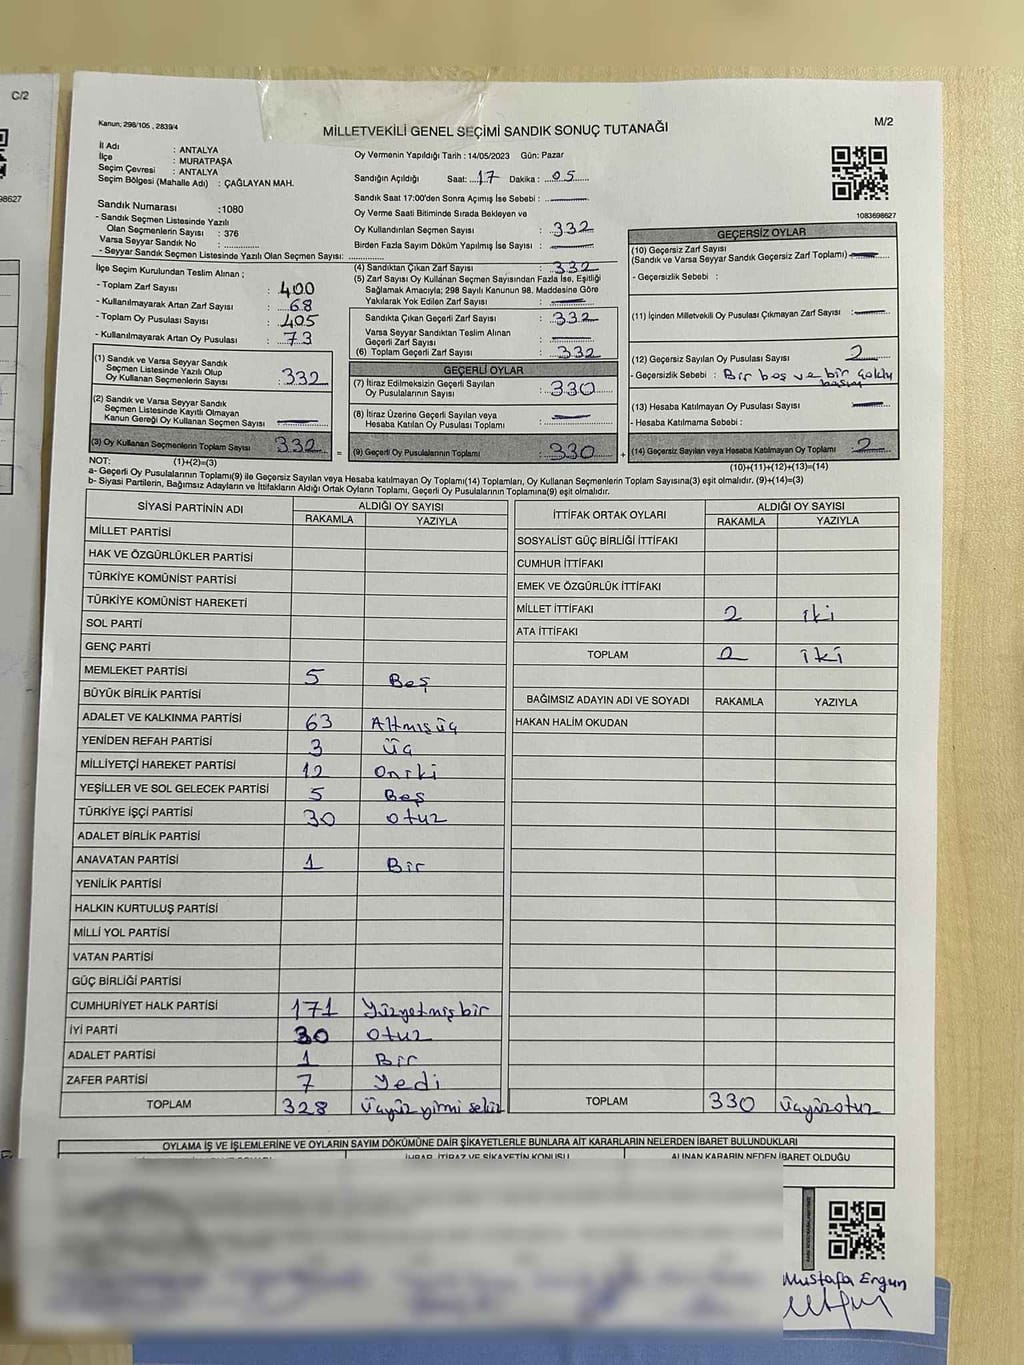 C/2
98627
Kanun; 298/105 , 2839/4
MİLLETVEKİLİ GENEL SEÇİMİ SANDIK SONUÇ TUTANAĞI
M/2
İl Adı : ANTALYA
İlçe : MURATPAŞA
Seçim Çevresi : ANTALYA
Seçim Bölgesi (Mahalle Adı) : ÇAĞLAYAN MAH.
Sandık Numarası :1080
- Sandık Seçmen Listesinde Yazılı
Olan Seçmenlerin Sayısı : 376
Varsa Seyyar Sandık No : ..............
- Seyyar Sandık Seçmen Listesinde Yazılı Olan Seçmen Sayısı: ..............
Oy Vermenin Yapıldığı Tarih : 14/05/2023 Gün: Pazar
Sandığın Açıldığı Saat: 17 Dakika : 05
Sandık Saat 17:00'den Sonra Açımış İse Sebebi :
Oy Verme Saati Bitiminde Sırada Bekleyen ve
Oy Kullandırılan Seçmen Sayısı : 332
Birden Fazla Sayım Döküm Yapılmış İse Sayısı :
1083698627
İlçe Seçim Kurulundan Teslim Alınan ;
- Toplam Zarf Sayısı : 400
- Kullanılmayarak Artan Zarf Sayısı : 68
- Toplam Oy Pusulası Sayısı : 405
- Kullanılmayarak Artan Oy Pusulası : 73
(4) Sandıktan Çıkan Zarf Sayısı : 332
(5) Zarf Sayısı Oy Kullanan Seçmen Sayısından Fazla İse, Eşitliği
Sağlamak Amacıyla; 298 Sayılı Kanunun 98. Maddesine Göre
Yakılarak Yok Edilen Zarf Sayısı :
Sandıkta Çıkan Geçerli Zarf Sayısı : 332
Varsa Seyyar Sandıktan Teslim Alınan
Geçerli Zarf Sayısı :
(6) Toplam Geçerli Zarf Sayısı : 332
GEÇERSİZ OYLAR
(10) Geçersiz Zarf Sayısı
(Sandık ve Varsa Seyyar Sandık Geçersiz Zarf Toplamı)
- Geçersizlik Sebebi :
(11) İçinden Milletvekili Oy Pusulası Çıkmayan Zarf Sayısı :
(12) Geçersiz Sayılan Oy Pusulası Sayısı 2
- Geçersizlik Sebebi : Bir boş ve bir çoklu
basım
(13) Hesaba Katılmayan Oy Pusulası Sayısı
- Hesaba Katılmama Sebebi :
(1) Sandık ve Varsa Seyyar Sandık
Seçmen Listesinde Yazılı Olup
Oy Kullanan Seçmenlerin Sayısı : 332
(2) Sandık ve Varsa Seyyar Sandık
Seçmen Listesinde Kayıtlı Olmayan
Kanun Gereği Oy Kullanan Seçmen Sayısı
GEÇERLİ OYLAR
(7) İtiraz Edilmeksizin Geçerli Sayılan
Oy Pusulalarının Sayısı : 330
(8) İtiraz Üzerine Geçerli Sayılan veya
Hesaba Katılan Oy Pusulası Toplamı :
(3) Oy Kullanan Seçmenlerin Toplam Sayısı 332 = (9) Geçerli Oy Pusulalarının Toplamı : 330 + (14) Geçersiz Sayılan veya Hesaba Katılmayan Oy Toplamı 2
NOT: (1)+(2)=(3) (10)+(11)+(12)+(13)=(14)
a- Geçerli Oy Pusulalarının Toplamı(9) ile Geçersiz Sayılan veya Hesaba katılmayan Oy Toplamı(14) Toplamları, Oy Kullanan Seçmenlerin Toplam Sayısına(3) eşit olmalıdır. (9)+(14)=(3)
b- Siyasi Partilerin, Bağımsız Adayların ve İttifakların Aldığı Ortak Oyların Toplamı, Geçerli Oy Pusulalarının Toplamına(9) eşit olmalıdır.
SİYASİ PARTİNİN ADI ALDIĞI OY SAYISI
RAKAMLA YAZIYLA
MİLLET PARTİSİ
HAK VE ÖZGÜRLÜKLER PARTİSİ
TÜRKİYE KOMÜNİST PARTİSİ
TÜRKİYE KOMÜNİST HAREKETİ
SOL PARTİ
GENÇ PARTİ
MEMLEKET PARTİSİ 5 Beş
BÜYÜK BİRLİK PARTİSİ
ADALET VE KALKINMA PARTİSİ 63 Altmışüç
YENİDEN REFAH PARTİSİ 3 Üç
MİLLİYETÇİ HAREKET PARTİSİ 12 Oniki
YEŞİLLER VE SOL GELECEK PARTİSİ 5 Beş
TÜRKİYE İŞÇİ PARTİSİ 30 otuz
ADALET BİRLİK PARTİSİ
ANAVATAN PARTİSİ 1 Bir
YENİLİK PARTİSİ
HALKIN KURTULUŞ PARTİSİ
MİLLİ YOL PARTİSİ
VATAN PARTİSİ
GÜÇ BİRLİĞİ PARTİSİ
CUMHURİYET HALK PARTİSİ 171 Yüzyetmişbir
İYİ PARTİ 30 otuz
ADALET PARTİSİ 1 Bir
ZAFER PARTİSİ 7 Yedi
TOPLAM 328 Üçyüz yirmi sekiz
İTTİFAK ORTAK OYLARI ALDIĞI OY SAYISI
RAKAMLA YAZIYLA
SOSYALİST GÜÇ BİRLİĞİ İTTİFAKI
CUMHUR İTTİFAKI
EMEK VE ÖZGÜRLÜK İTTİFAKI
MİLLET İTTİFAKI 2 iki
ATA İTTİFAKI
TOPLAM 2 iki
BAĞIMSIZ ADAYIN ADI VE SOYADI RAKAMLA YAZIYLA
HAKAN HALİM OKUDAN
TOPLAM 330 üçyüzotuz
OYLAMA İŞ VE İŞLEMLERİNE VE OYLARIN SAYIM DÖKÜMÜNE DAİR ŞİKAYETLERLE BUNLARA AİT KARARLARIN NELERDEN İBARET BULUNDUKLARI
İHBAR, İTİRAZ VE ŞİKAYETİN KONUSU ALINAN KARARIN NEDEN İBARET OLDUĞU
Mustafa Ergun